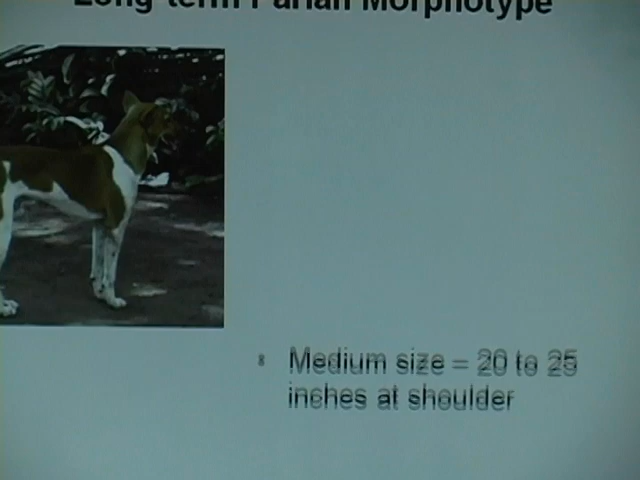 Long-term Pariah Morphotype
Medium size = 20 to 25
inches at shoulder